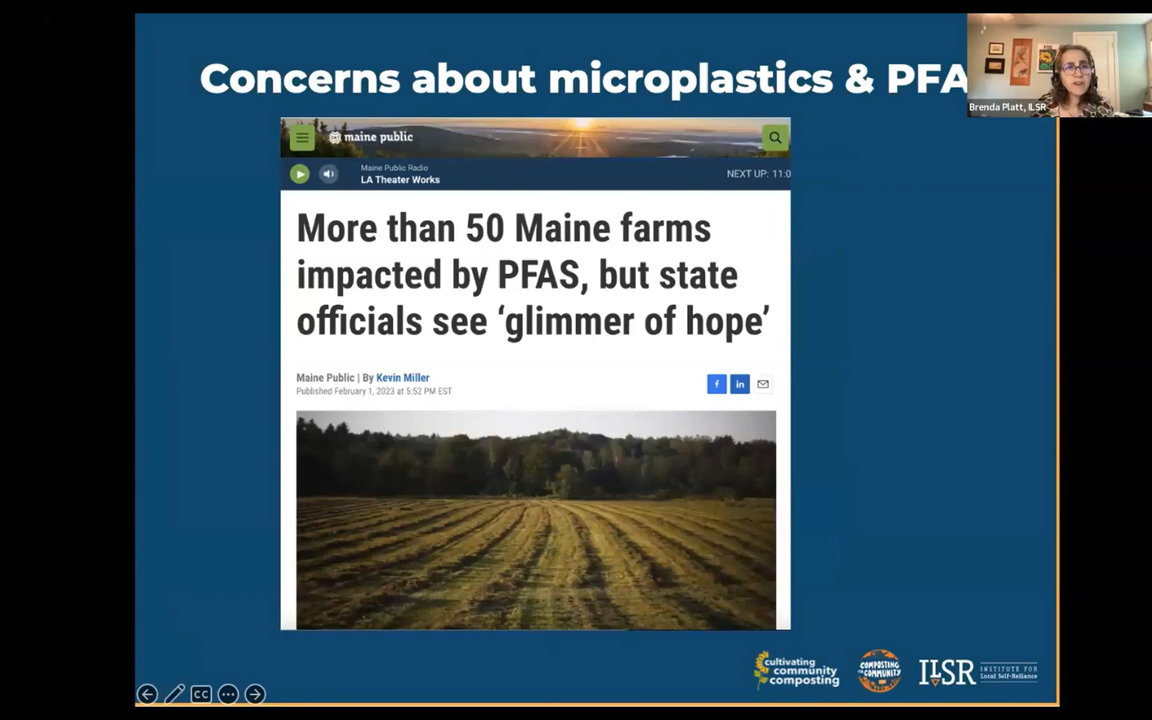 Concerns about microplastics & PFA
Brenda Platt, ILSR
maine public
Maine Public Radio
LA Theater Works
NEXT UP: 11:0
More than 50 Maine farms
impacted by PFAS, but state
officials see ‘glimmer of hope’
Maine Public | By Kevin Miller
Published February 1, 2023 at 5:52 PM EST
f
in
cultivating
community
composting
COMPOSTING
FOR COMMUNITY
ILSR
INSTITUTE FOR
Local Self-Reliance
CC